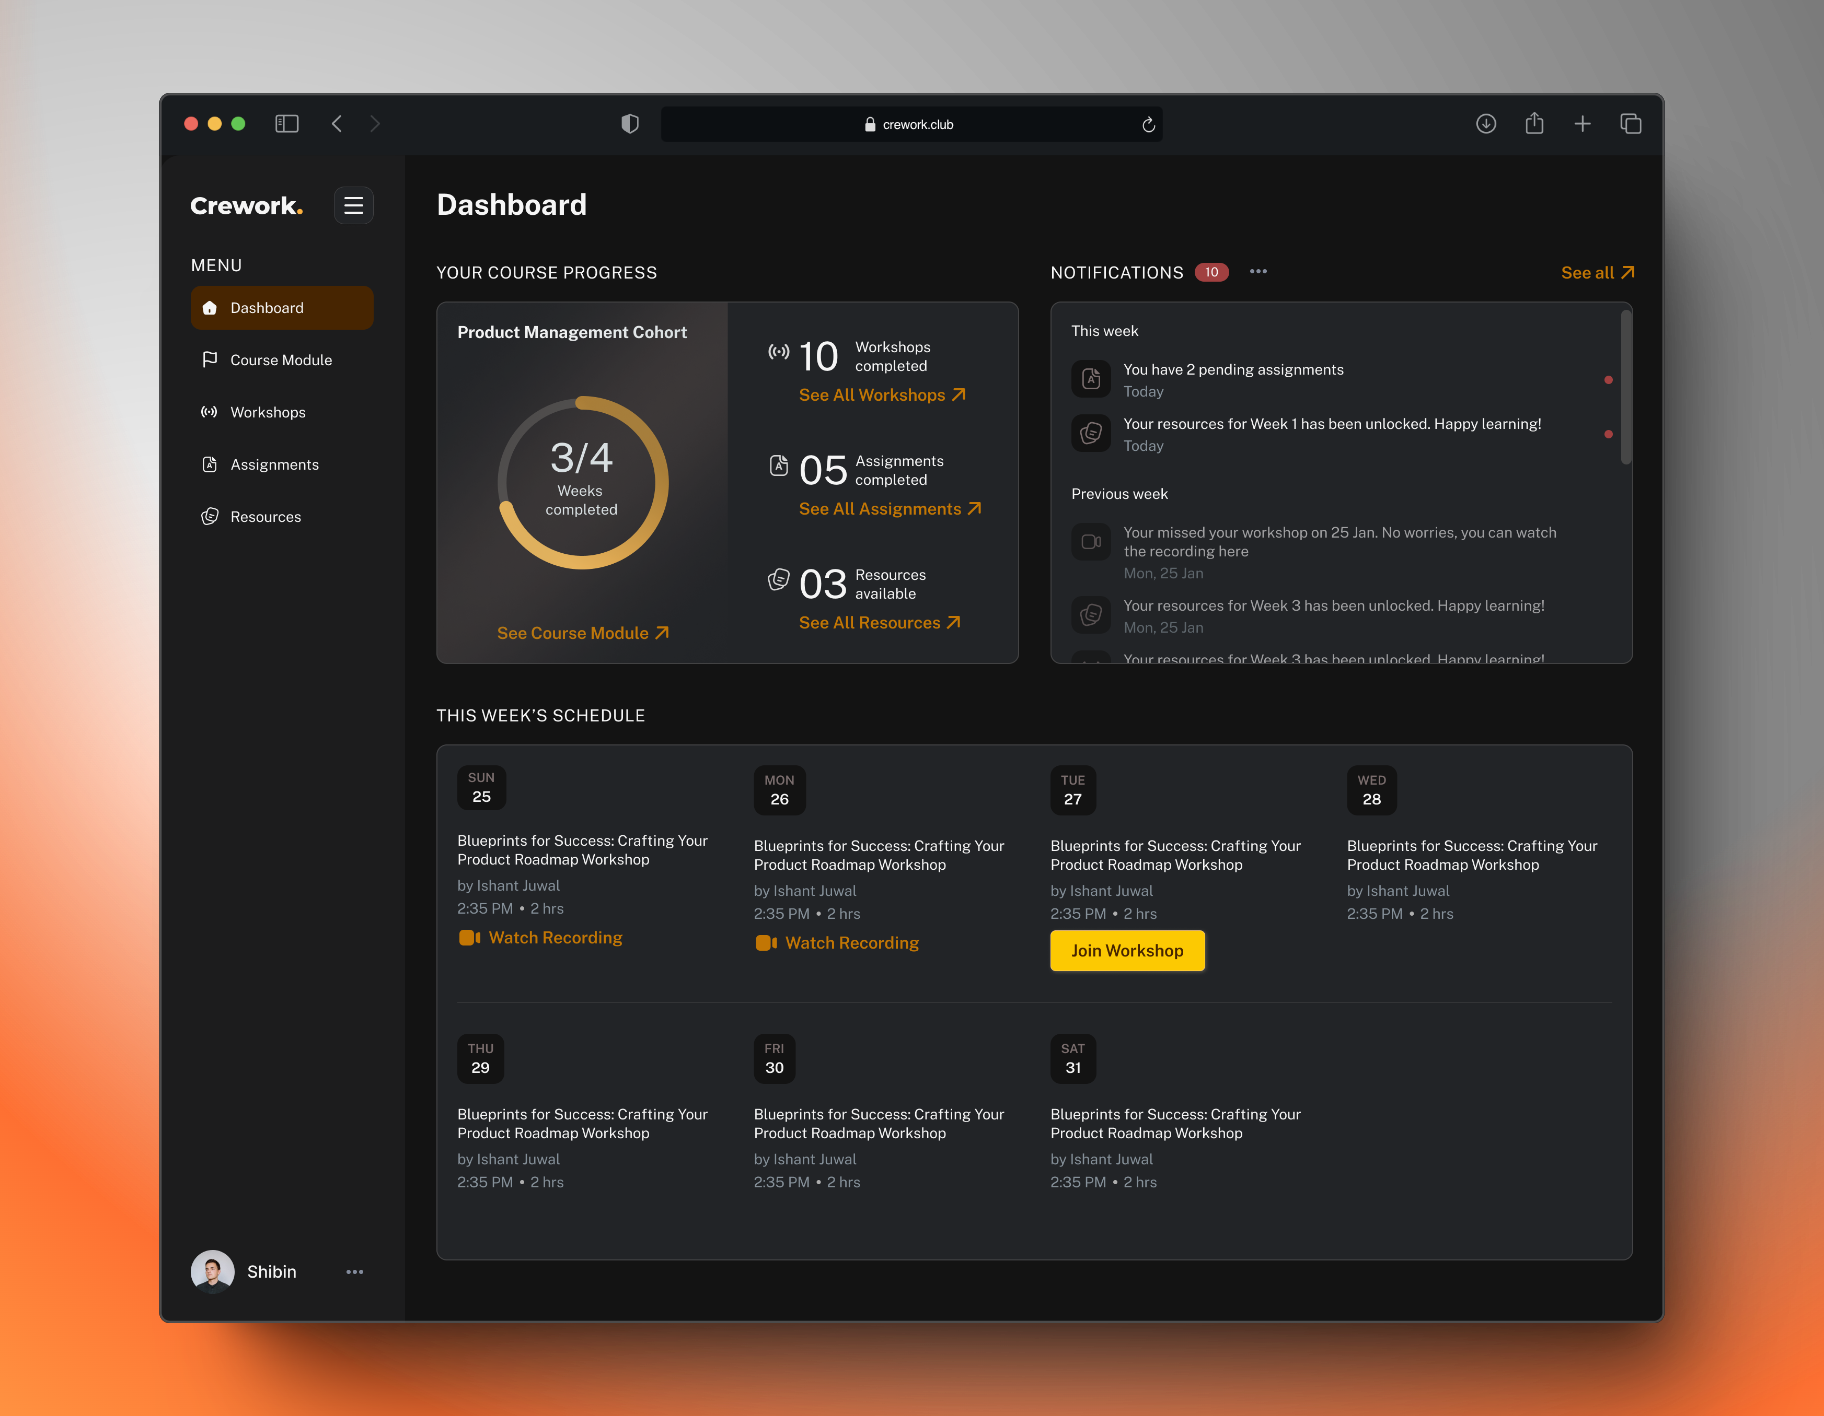 crework.club
Crework.
MENU
Dashboard
Course Module
Workshops
Assignments
Resources
Shibin
Dashboard
YOUR COURSE PROGRESS
Product Management Cohort
3/4
Weeks
completed
See Course Module
10
Workshops
completed
See All Workshops
05
Assignments
completed
See All Assignments
03
Resources
available
See All Resources
NOTIFICATIONS 10
See all
This week
You have 2 pending assignments
Today
Your resources for Week 1 has been unlocked. Happy learning!
Today
Previous week
Your missed your workshop on 25 Jan. No worries, you can watch
the recording here
Mon, 25 Jan
Your resources for Week 3 has been unlocked. Happy learning!
Mon, 25 Jan
Your resources for Week 3 has been unlocked. Happy learning!
THIS WEEK’S SCHEDULE
SUN
25
Blueprints for Success: Crafting Your
Product Roadmap Workshop
by Ishant Juwal
2:35 PM • 2 hrs
Watch Recording
MON
26
Blueprints for Success: Crafting Your
Product Roadmap Workshop
by Ishant Juwal
2:35 PM • 2 hrs
Watch Recording
TUE
27
Blueprints for Success: Crafting Your
Product Roadmap Workshop
by Ishant Juwal
2:35 PM • 2 hrs
Join Workshop
WED
28
Blueprints for Success: Crafting Your
Product Roadmap Workshop
by Ishant Juwal
2:35 PM • 2 hrs
THU
29
Blueprints for Success: Crafting Your
Product Roadmap Workshop
by Ishant Juwal
2:35 PM • 2 hrs
FRI
30
Blueprints for Success: Crafting Your
Product Roadmap Workshop
by Ishant Juwal
2:35 PM • 2 hrs
SAT
31
Blueprints for Success: Crafting Your
Product Roadmap Workshop
by Ishant Juwal
2:35 PM • 2 hrs